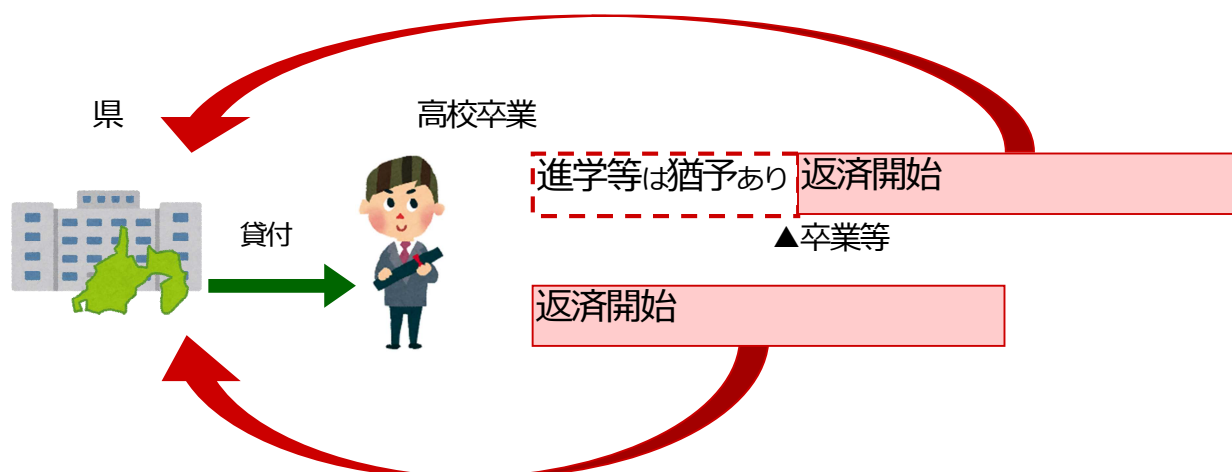 県
高校卒業
進学等は猶予あり
返済開始
▲卒業等
貸付
返済開始